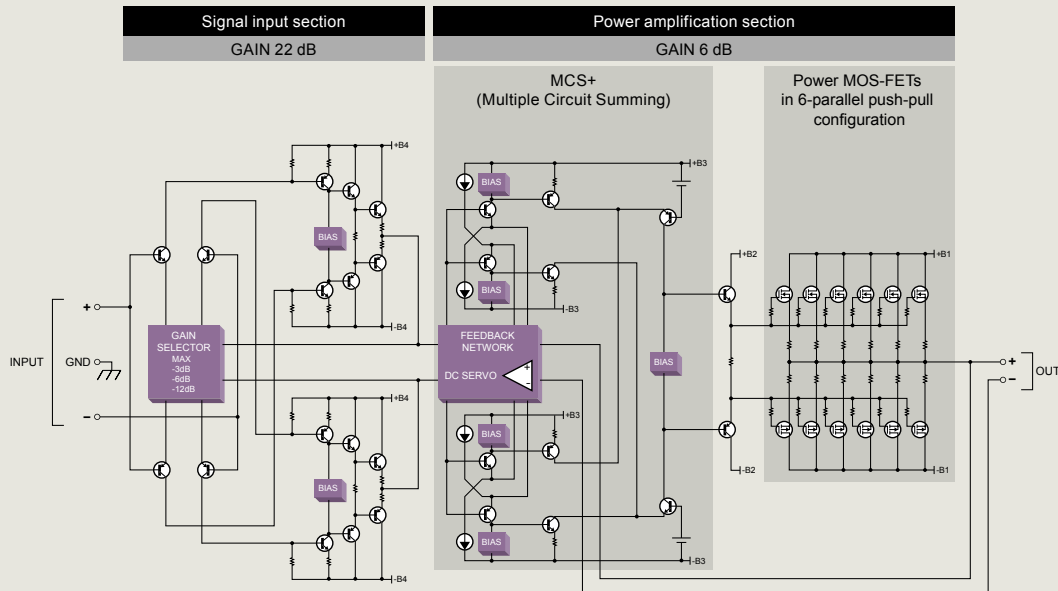 Signal input section
Power amplification section
GAIN 22 dB
GAIN 6 dB
MCS+
(Multiple Circuit Summing)
Power MOS-FETs
in 6-parallel push-pull
configuration
+B4
+B3
BIAS
BIAS
+B2
+B1
BIAS
-B4
-B3
BIAS
INPUT
+
GND
-
GAIN
SELECTOR
MAX
-3dB
-6dB
-12dB
FEEDBACK
NETWORK
DC SERVO
+
-
BIAS
+
-
OUT
+B4
+B3
BIAS
BIAS
-B2
-B1
BIAS
-B4
-B3